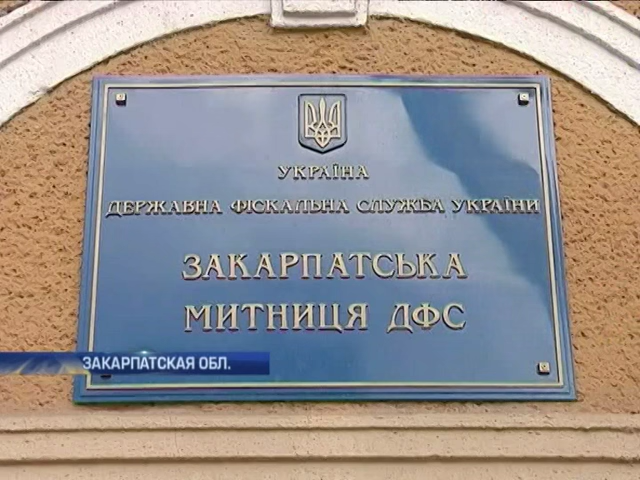 УКРАЇНА
ДЕРЖАВНА ФІСКАЛЬНА СЛУЖБА УКРАЇНИ
ЗАКАРПАТСЬКА
МИТНИЦЯ ДФС
ЗАКАРПАТСКАЯ ОБЛ.